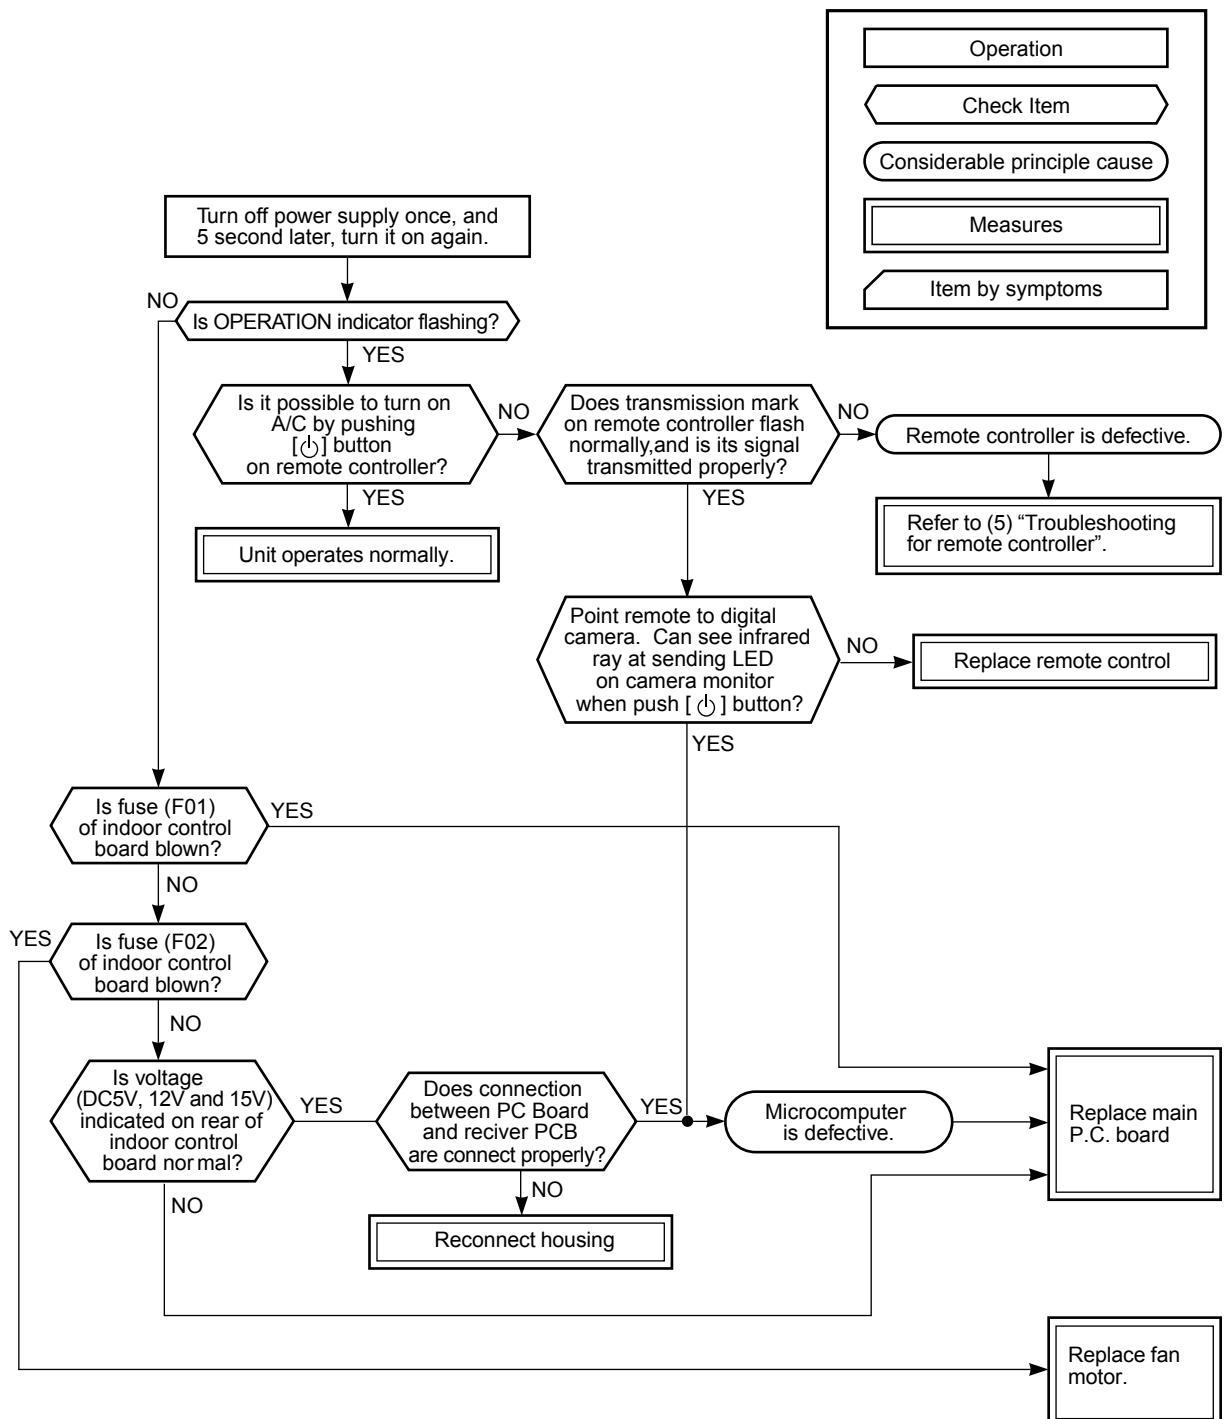 Operation
Check Item
Considerable principle cause
Measures
Item by symptoms
Turn off power supply once, and
5 second later, turn it on again.
NO
Is OPERATION indicator flashing?
YES
Is it possible to turn on
A/C by pushing
[⏻] button
on remote controller?
NO
YES
Unit operates normally.
Does transmission mark
on remote controller flash
normally,and is its signal
transmitted properly?
NO
YES
Remote controller is defective.
Refer to (5) “Troubleshooting
for remote controller”.
Point remote to digital
camera. Can see infrared
ray at sending LED
on camera monitor
when push [ ⏻ ] button?
NO
Replace remote control
YES
Is fuse (F01)
of indoor control
board blown?
YES
NO
YES
Is fuse (F02)
of indoor control
board blown?
NO
Is voltage
(DC5V, 12V and 15V)
indicated on rear of
indoor control
board normal?
YES
NO
Does connection
between PC Board
and reciver PCB
are connect properly?
YES
NO
Reconnect housing
Microcomputer
is defective.
Replace main
P.C. board
Replace fan
motor.